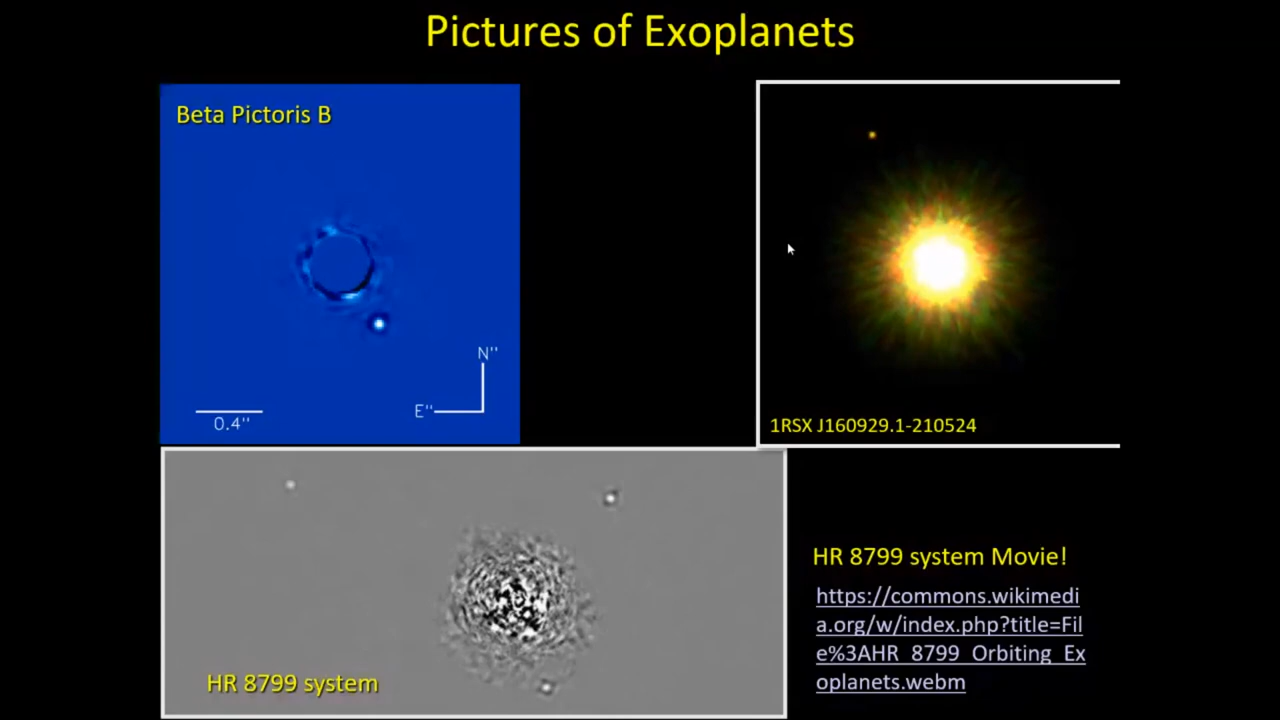 Pictures of Exoplanets
Beta Pictoris B
N"
E"
0.4"
1RSX J160929.1-210524
HR 8799 system
HR 8799 system Movie!
https://commons.wikimedi
a.org/w/index.php?title=Fil
e%3AHR_8799_Orbiting_Ex
oplanets.webm